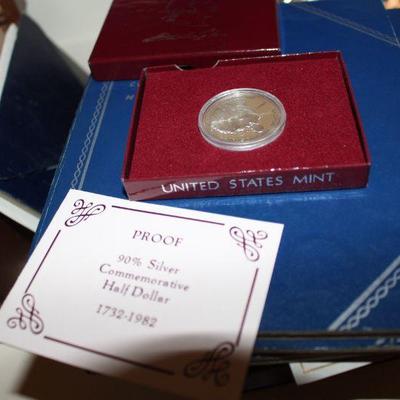 UNITED STATES MINT
PROOF
90% Silver
Commemorative
Half Dollar
1732-1982